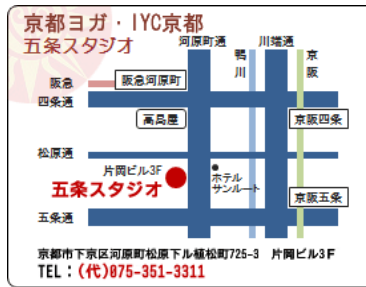 京都ヨガ・IYC京都
五条スタジオ
河原町通
川端通
鴨川
京阪
阪急
阪急河原町
四条通
高島屋
京阪四条
松原通
片岡ビル3F
五条スタジオ
ホテル
サンルート
京阪五条
五条通
京都市下京区河原町松原下ル植松町725-3 片岡ビル3F
TEL：(代)075-351-3311